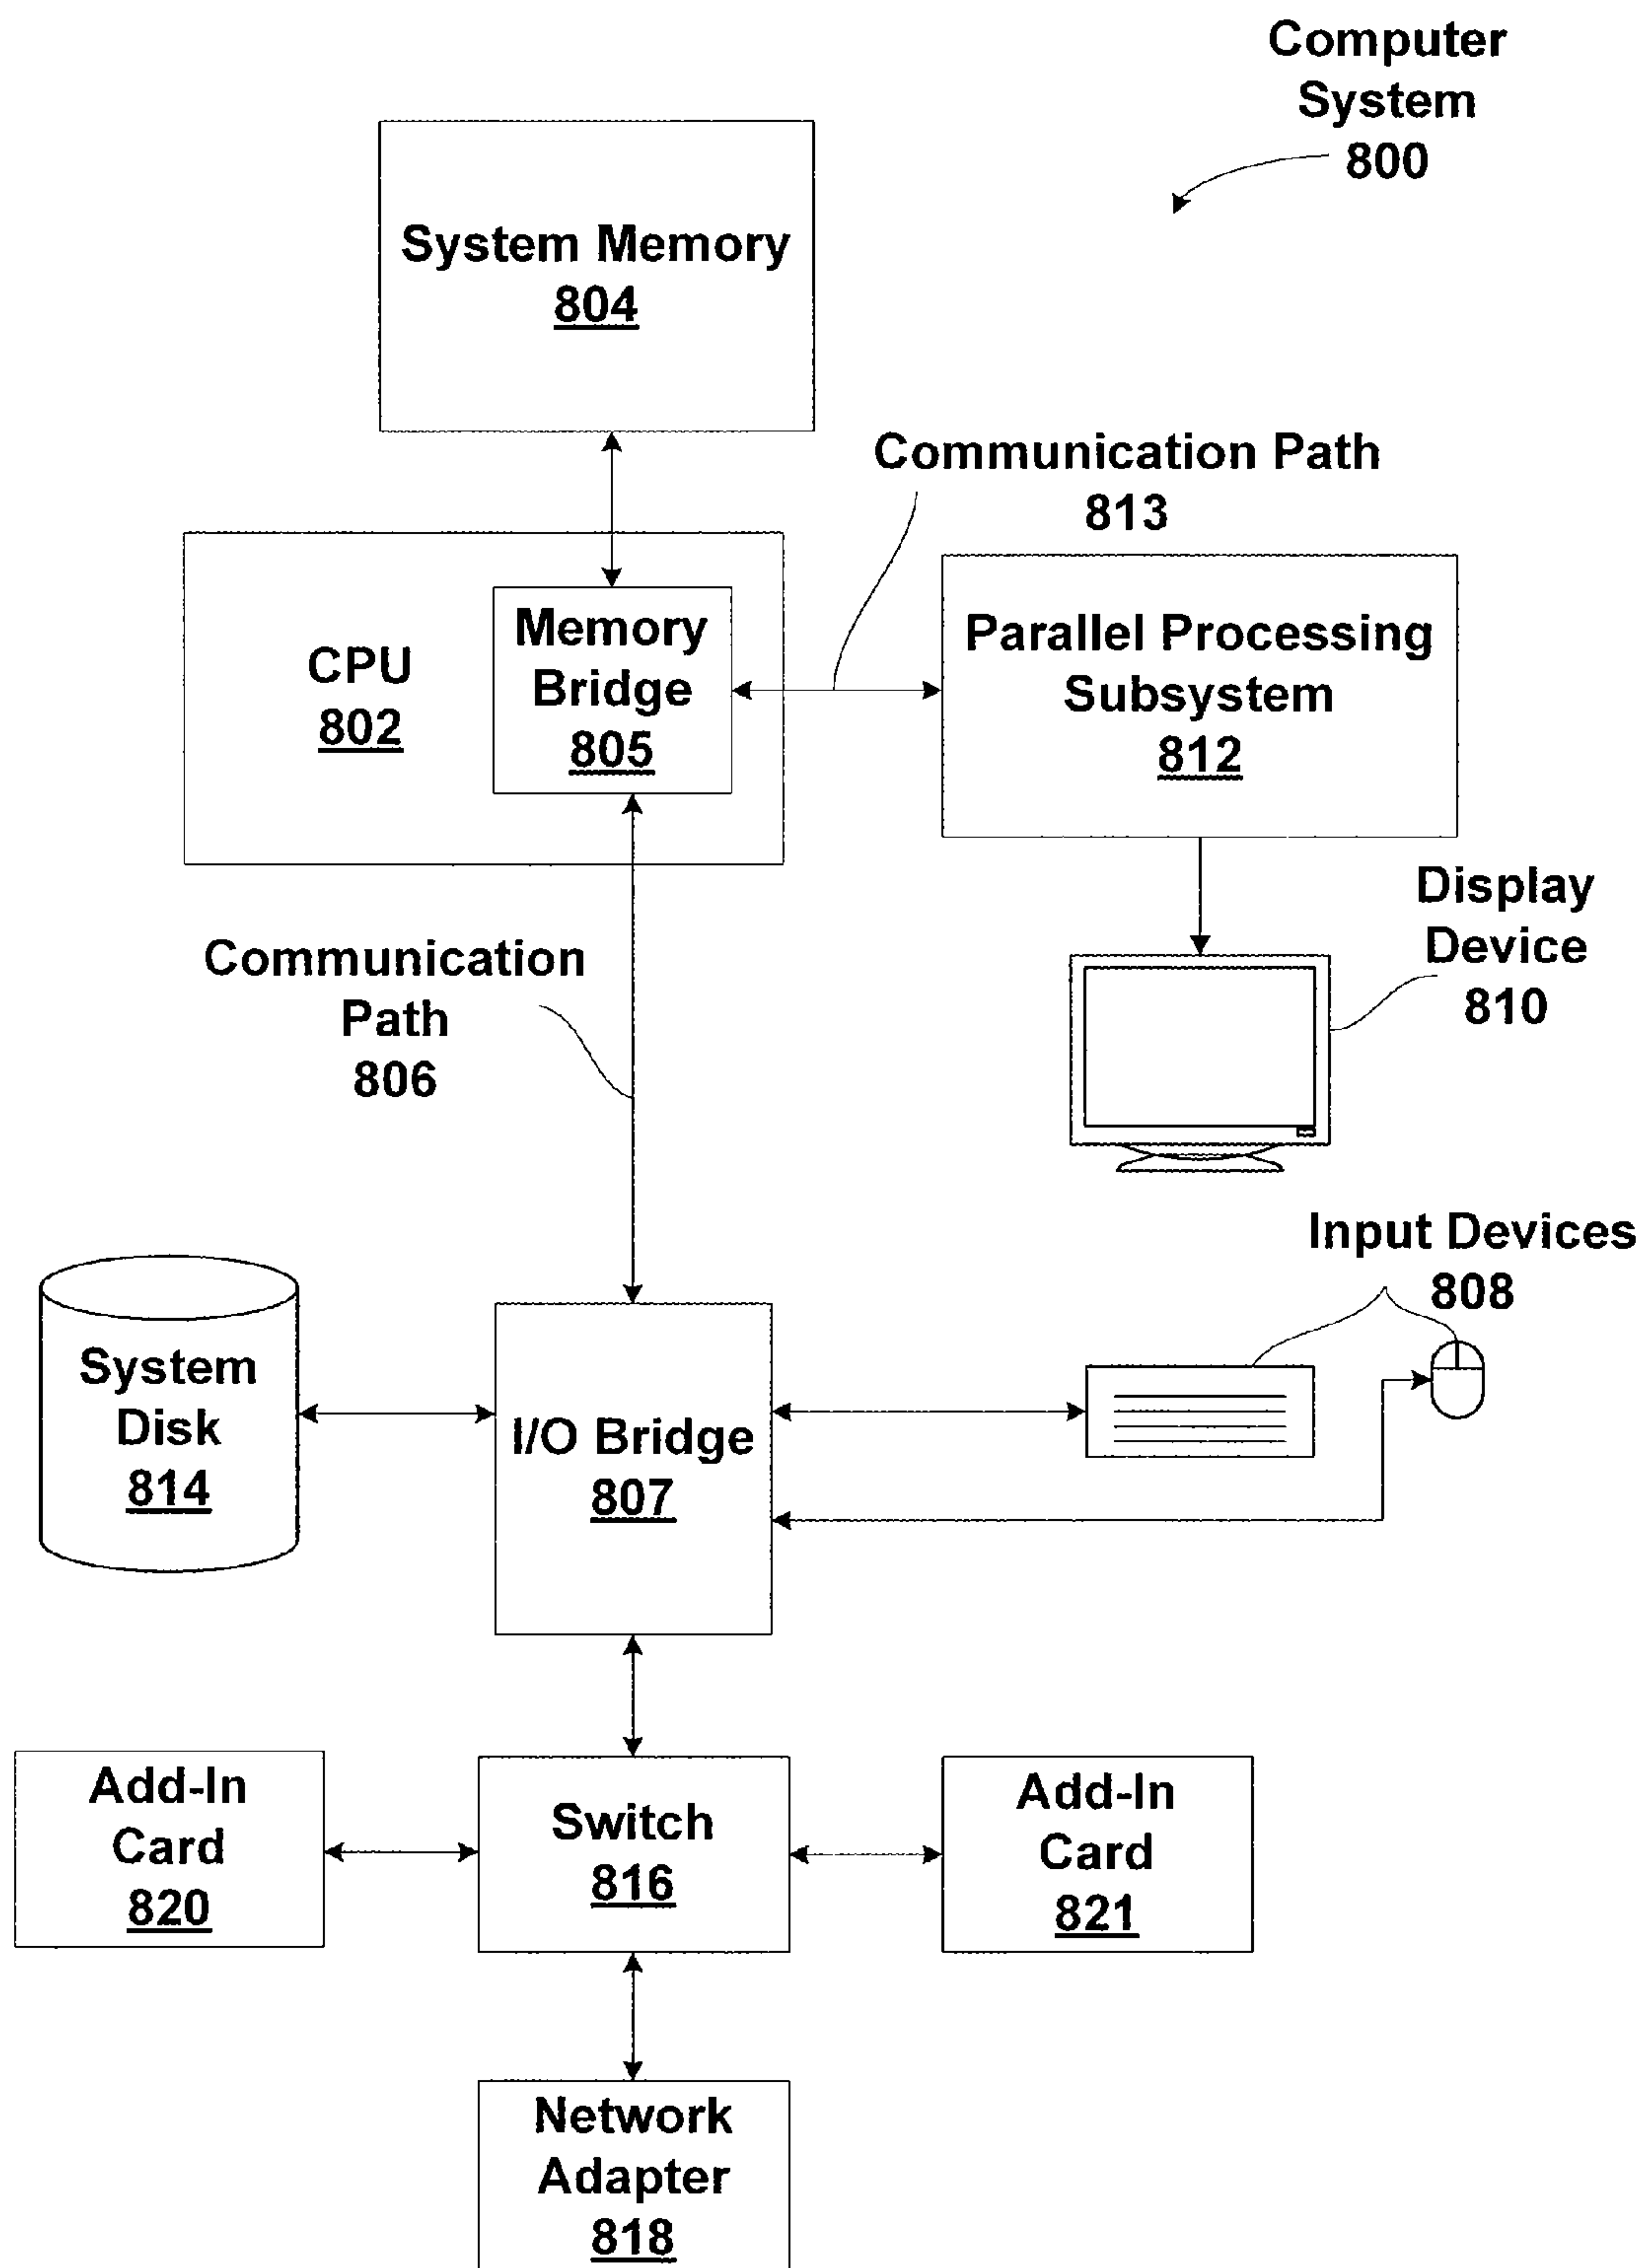 Computer
System
800
System Memory
804
Communication Path
813
CPU
802
Memory
Bridge
805
Parallel Processing
Subsystem
812
Display
Device
810
Communication
Path
806
Input Devices
808
System
Disk
814
I/O Bridge
807
Add-In
Card
820
Switch
816
Add-In
Card
821
Network
Adapter
818